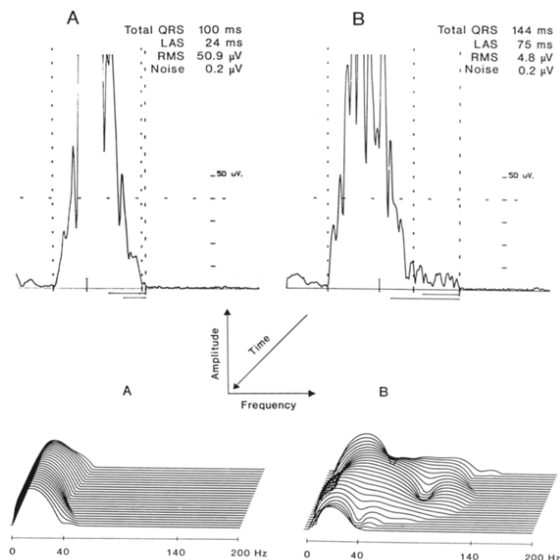 A
Total QRS 100 ms
LAS 24 ms
RMS 50.9 µV
Noise 0.2 µV
50 uV.
B
Total QRS 144 ms
LAS 75 ms
RMS 4.8 µV
Noise 0.2 µV
50 uV.
Amplitude
Time
Frequency
A
B
0 40 140 200 Hz
0 40 140 200 Hz